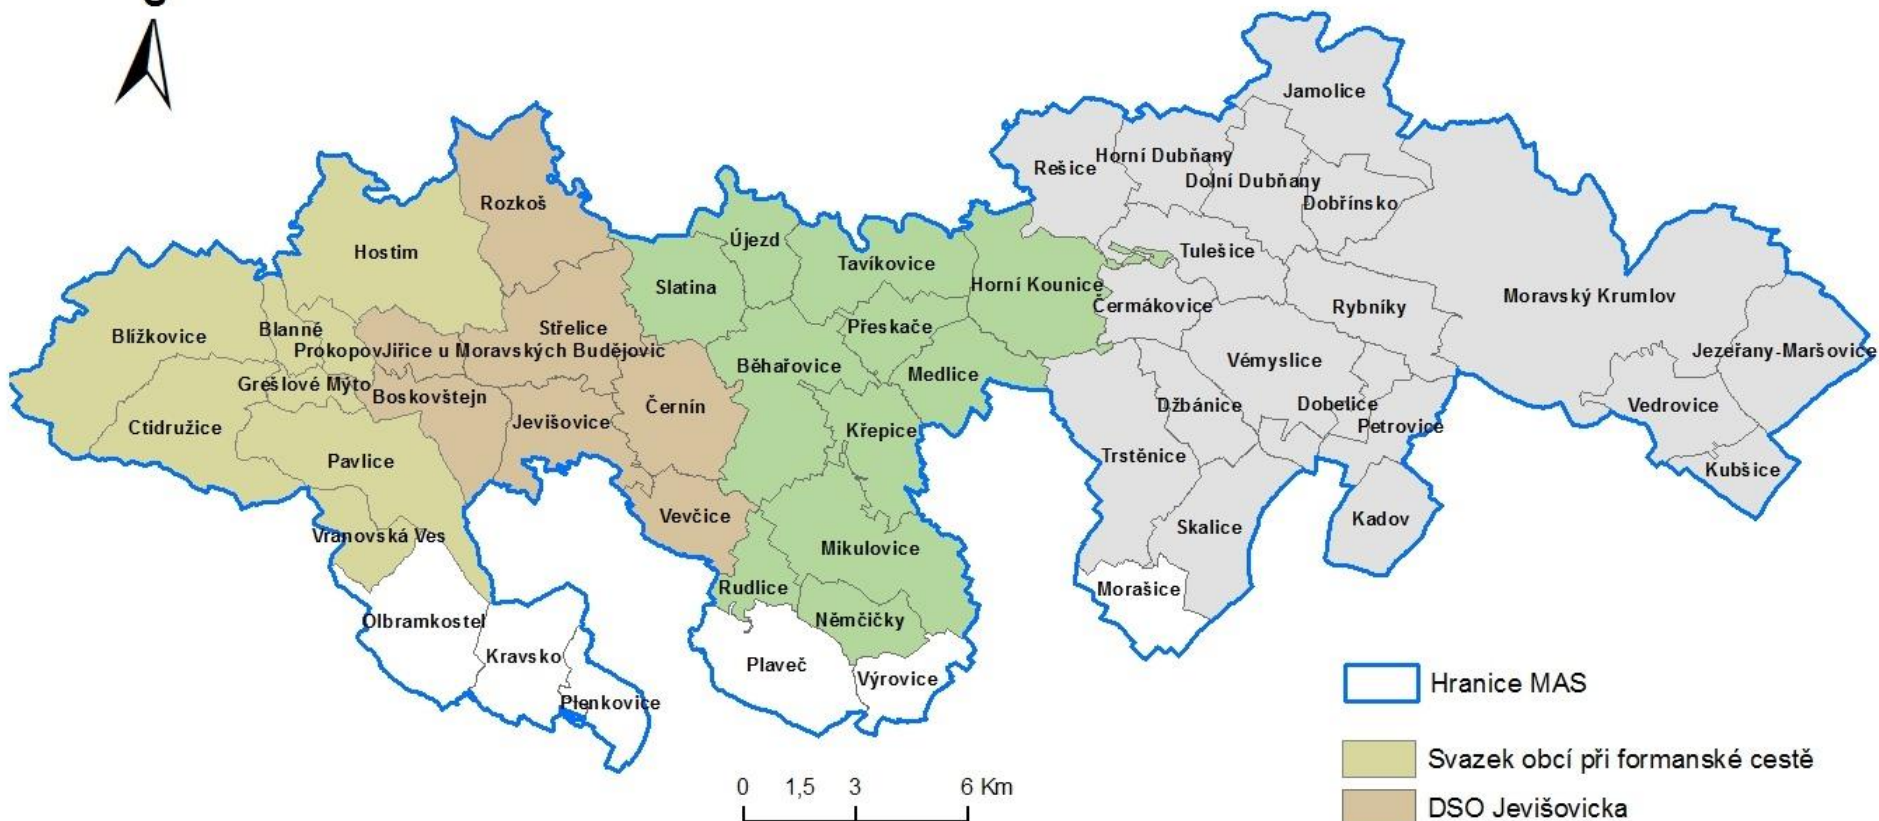 Jamolice
Rešice
Horní Dubňany
Dolní Dubňany
Dobřínsko
Rozkoš
Hostim
Újezd
Slatina
Tavíkovice
Horní Kounice
Tulešice
Čermákovice
Rybníky
Moravský Krumlov
Blížkovice
Blanné
Prokopov
Jiřice u Moravských Budějovic
Střelice
Přeskače
Běhařovice
Medlice
Vémyslice
Jezeřany-Maršovice
Grešlové Mýto
Boskovštejn
Černín
Džbánice
Dobelice
Petrovice
Vedrovice
Ctidružice
Jevišovice
Křepice
Pavlice
Trstěnice
Kubšice
Vevčice
Skalice
Kadov
Vranovská Ves
Mikulovice
Rudlice
Morašice
Olbramkostel
Němčičky
Kravsko
Plaveč
Výrovice
Plenkovice
Hranice MAS
Svazek obcí při formanské cestě
DSO Jevišovicka
0 1,5 3 6 Km